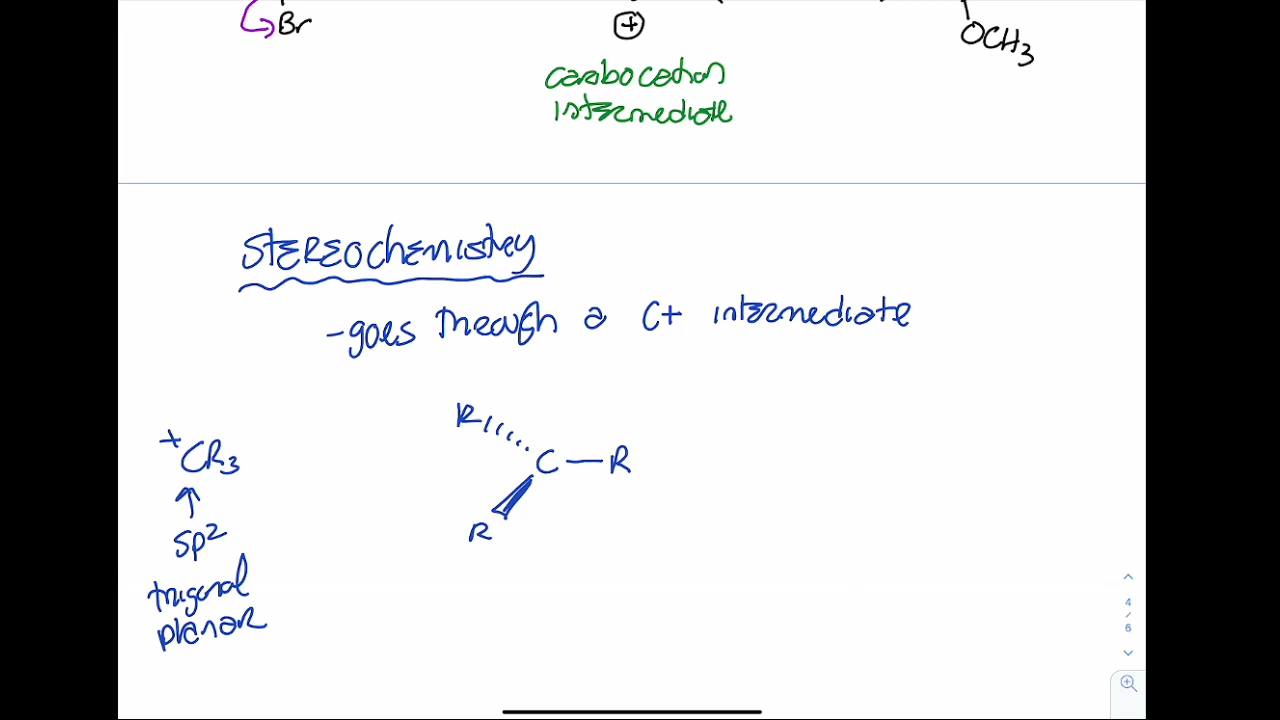 Br
+
OCH3
carbocation
intermediate
STEREOchemistry
-goes through a C+ intermediate
R
+CR3
C-R
sp2
R
trigonal
planar
4
/
6